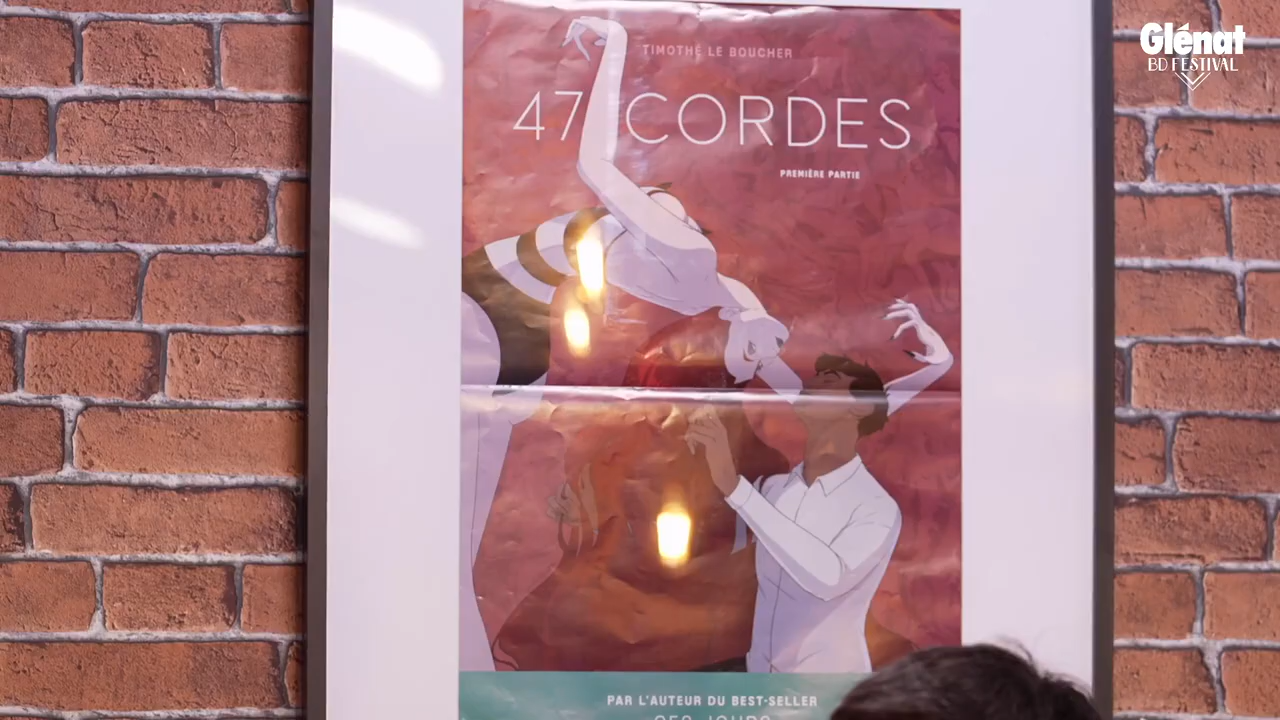 Glénat
BD FESTIVAL
TIMOTHÉ LE BOUCHER
47 CORDES
PREMIÈRE PARTIE
PAR L'AUTEUR DU BEST-SELLER